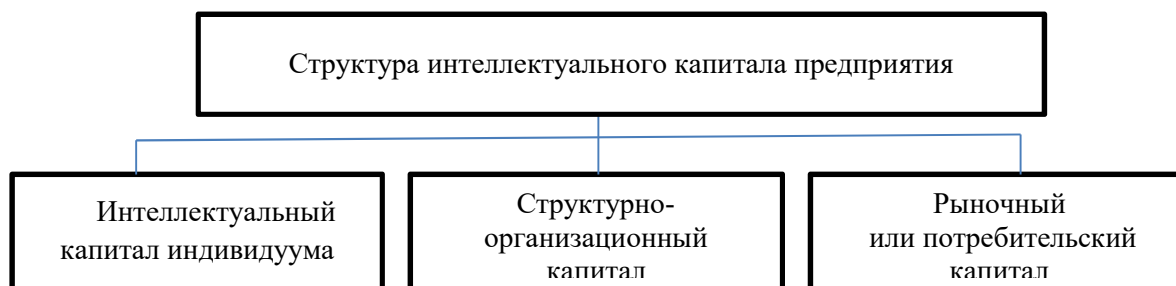 Структура интеллектуального капитала предприятия
Интеллектуальный
капитал индивидуума
Структурно-
организационный
капитал
Рыночный
или потребительский
капитал